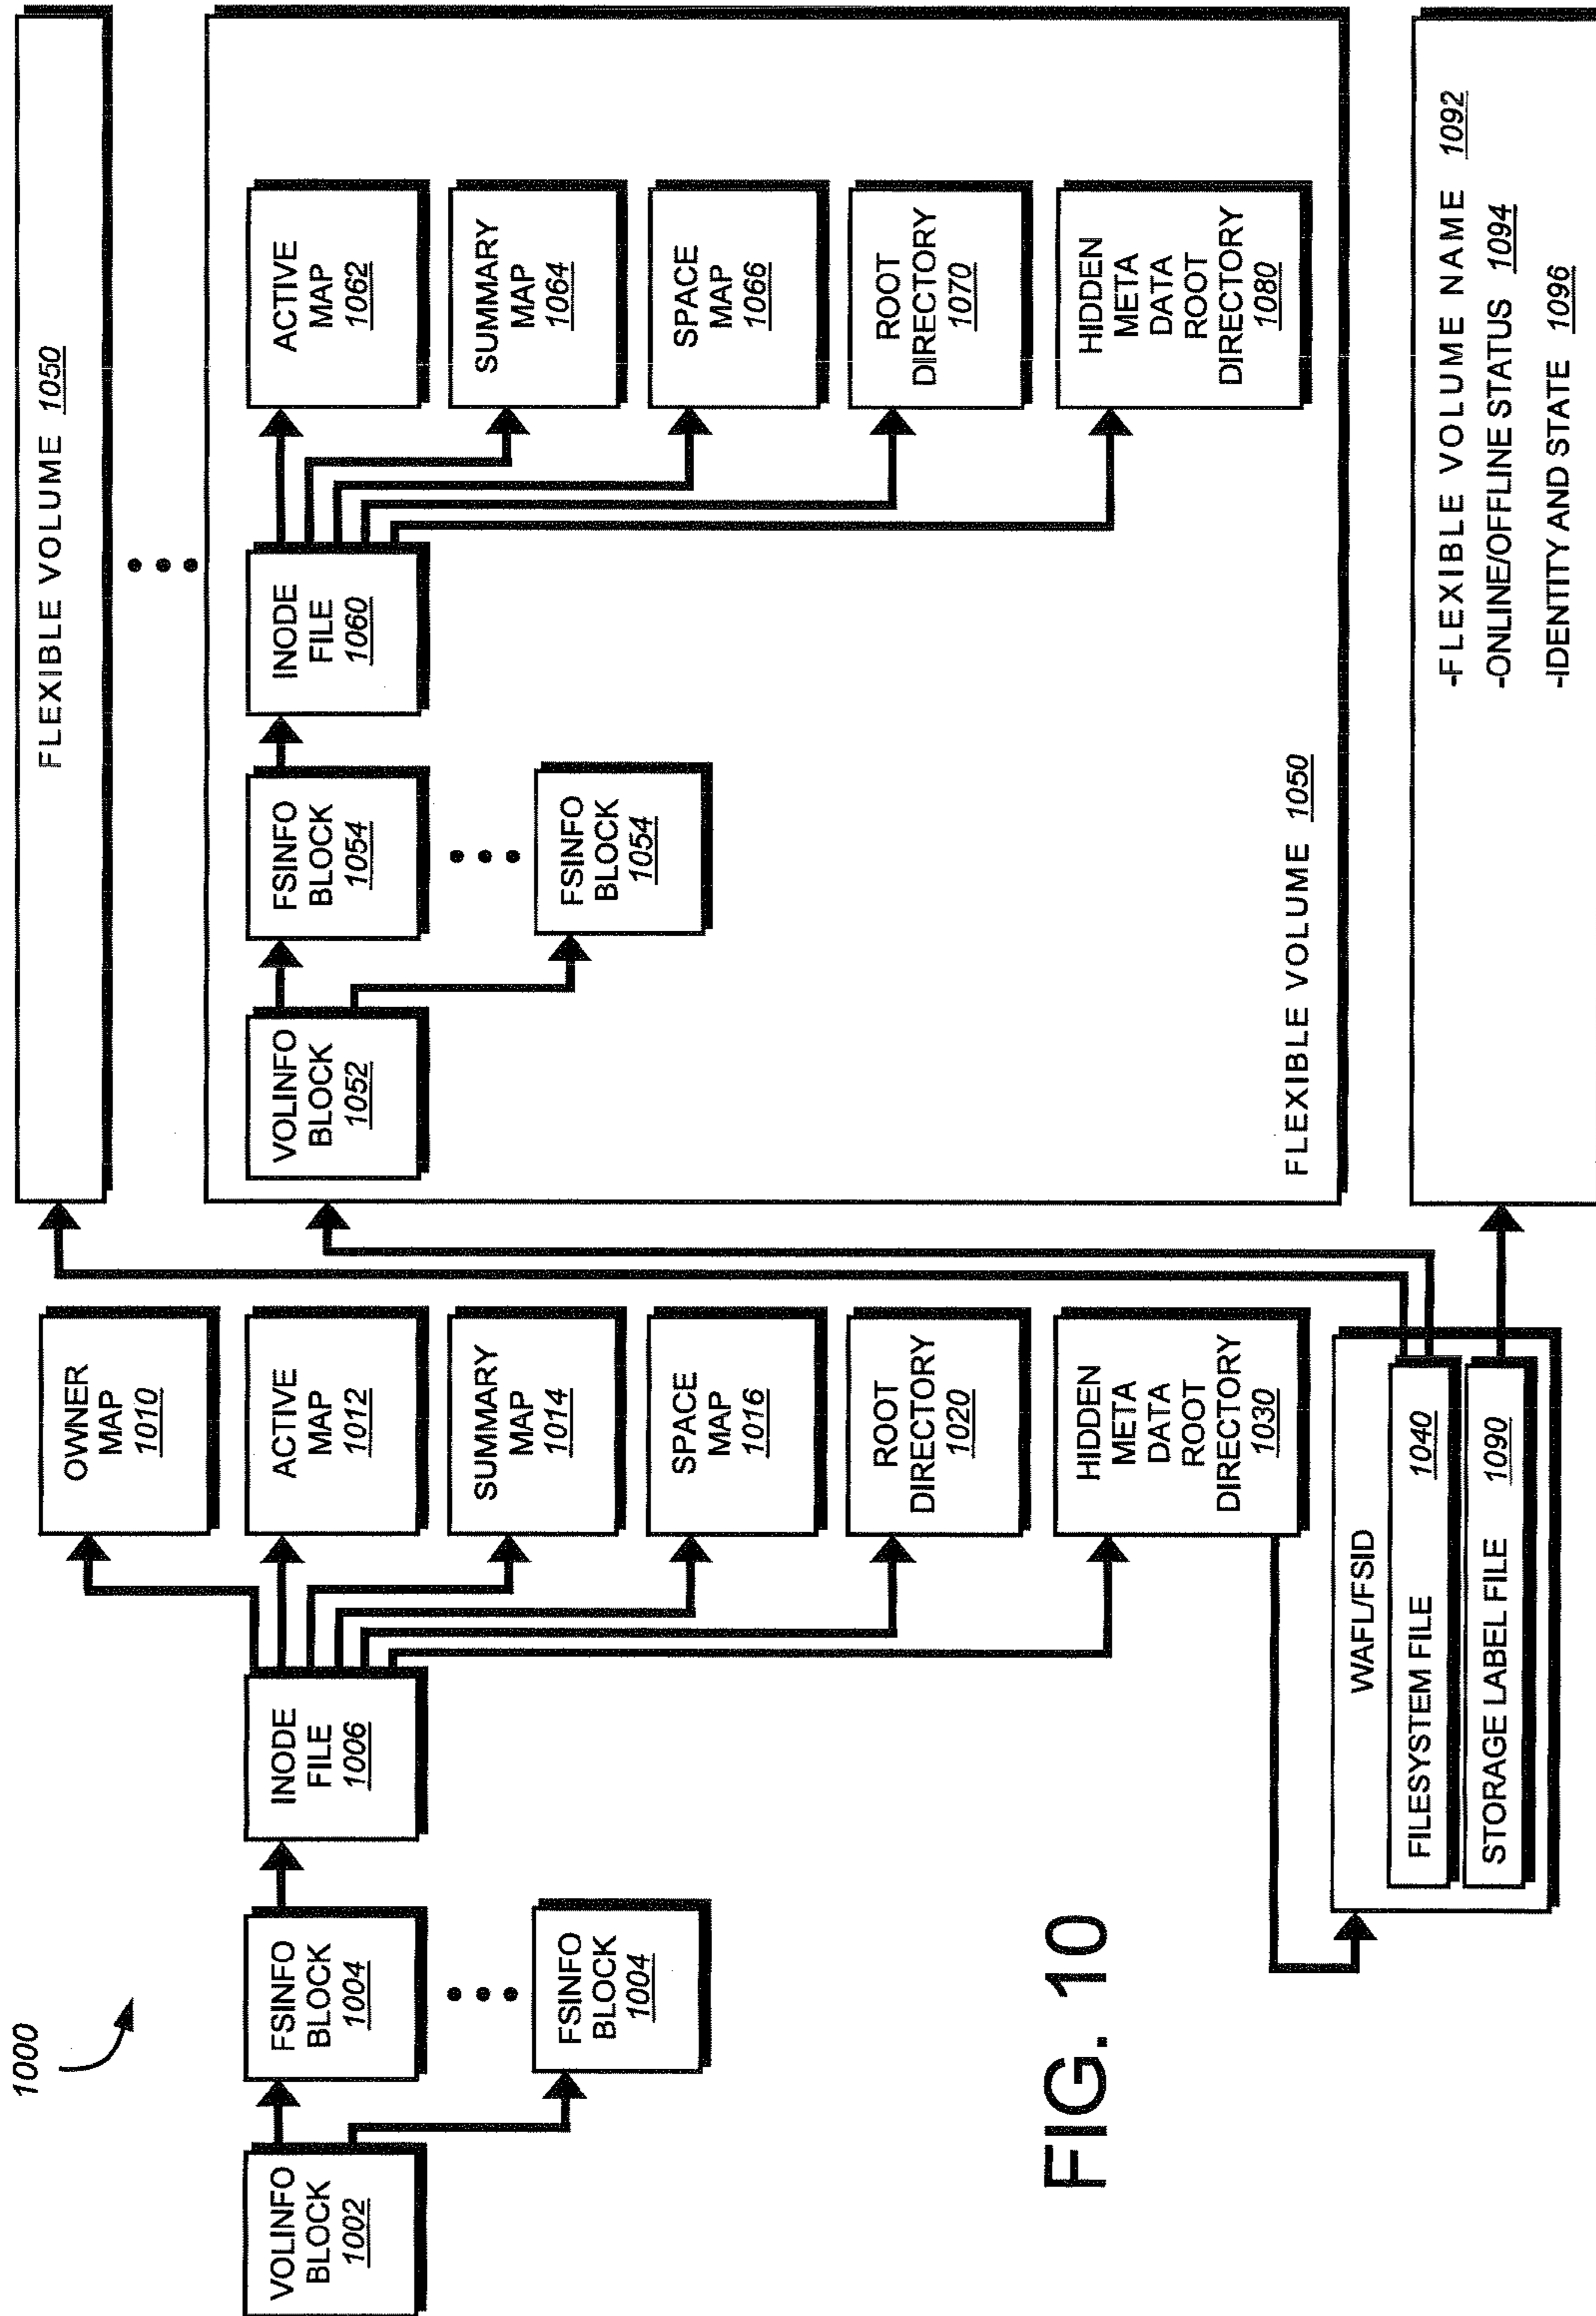 1000
VOLINFO
BLOCK
1002
FSINFO
BLOCK
1004
FSINFO
BLOCK
1004
INODE
FILE
1006
OWNER
MAP
1010
ACTIVE
MAP
1012
SUMMARY
MAP
1014
SPACE
MAP
1016
ROOT
DIRECTORY
1020
HIDDEN
META
DATA
ROOT
DIRECTORY
1030
WAFL/FSID
FILESYSTEM FILE 1040
STORAGE LABEL FILE 1090
FLEXIBLE VOLUME 1050
VOLINFO
BLOCK
1052
FSINFO
BLOCK
1054
FSINFO
BLOCK
1054
INODE
FILE
1060
ACTIVE
MAP
1062
SUMMARY
MAP
1064
SPACE
MAP
1066
ROOT
DIRECTORY
1070
HIDDEN
META
DATA
ROOT
DIRECTORY
1080
FLEXIBLE VOLUME 1050
-FLEXIBLE VOLUME NAME 1092
-ONLINE/OFFLINE STATUS 1094
-IDENTITY AND STATE 1096
FIG. 10